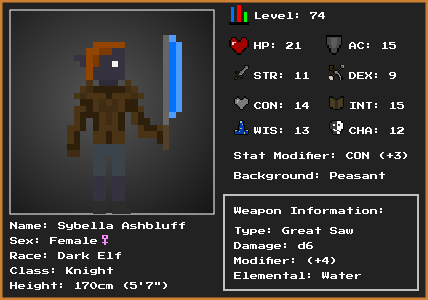 Level: 74
HP: 21
AC: 15
STR: 11
DEX: 9
CON: 14
INT: 15
WIS: 13
CHA: 12
Stat Modifier: CON (+3)
Background: Peasant
Name: Sybella Ashbluff
Sex: Female♀
Race: Dark Elf
Class: Knight
Height: 170cm (5'7")
Weapon Information:
Type: Great Saw
Damage: d6
Modifier: (+4)
Elemental: Water